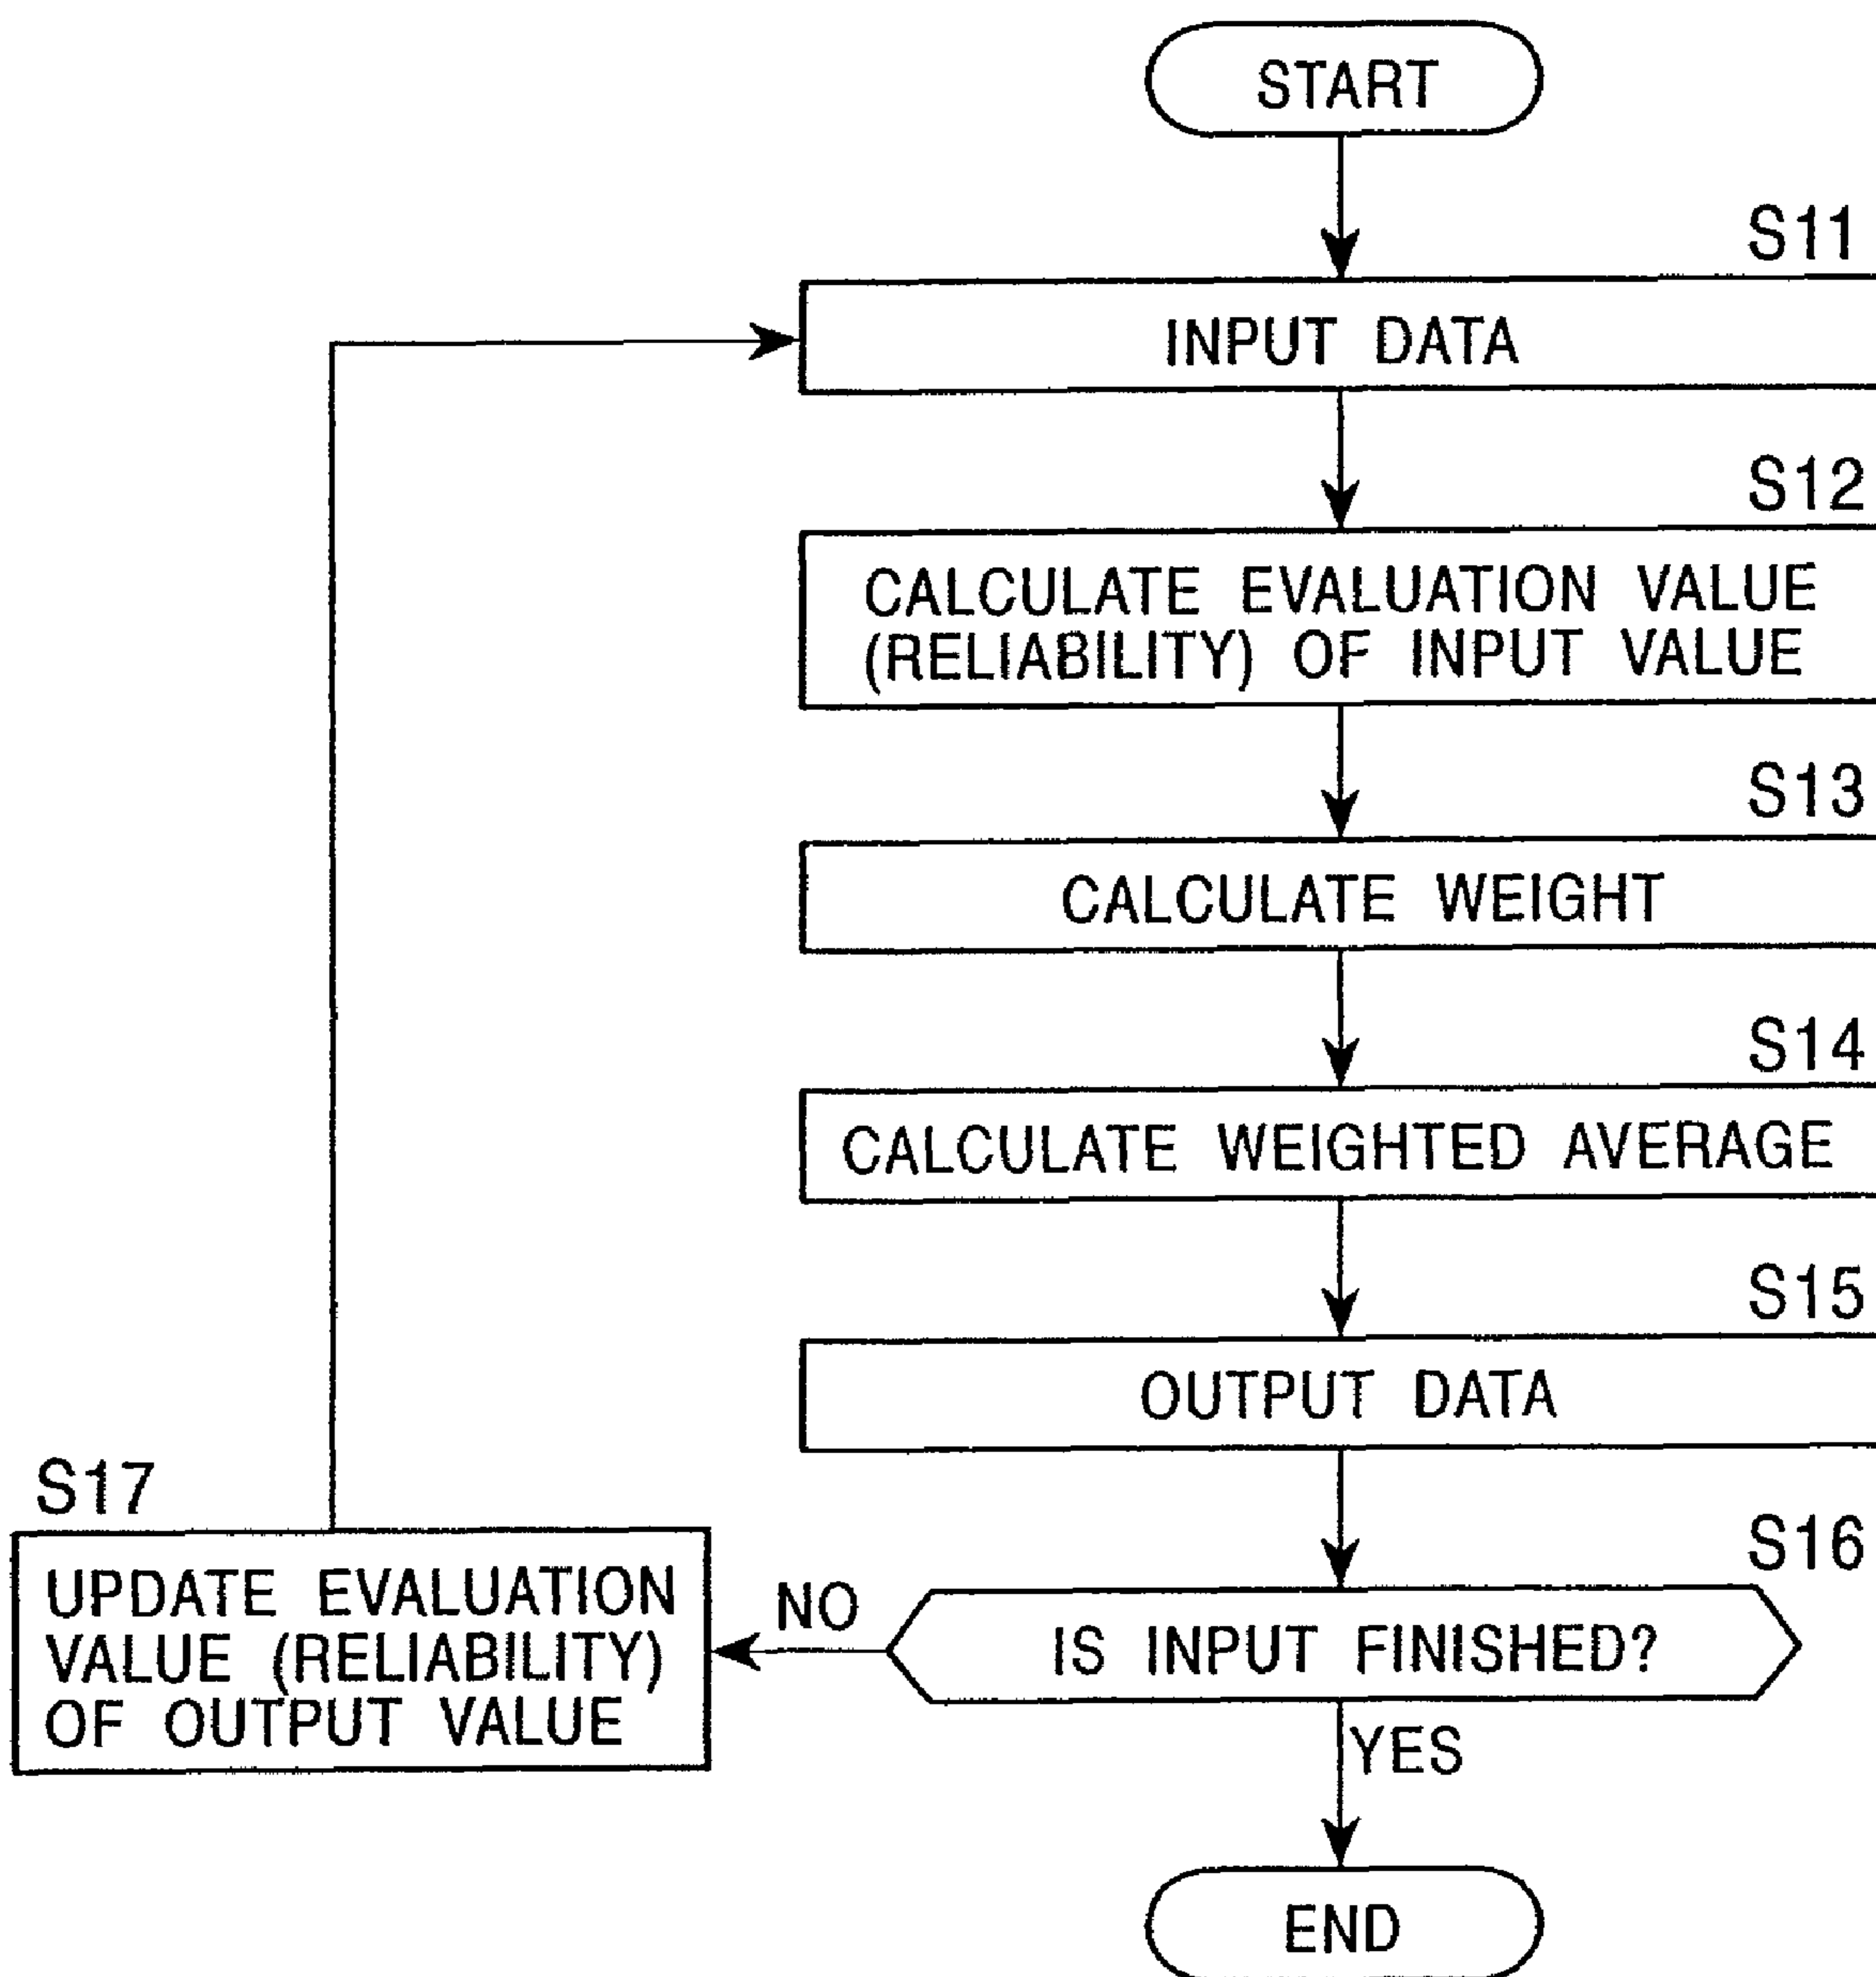 START
S11
INPUT DATA
S12
CALCULATE EVALUATION VALUE
(RELIABILITY) OF INPUT VALUE
S13
CALCULATE WEIGHT
S14
CALCULATE WEIGHTED AVERAGE
S15
OUTPUT DATA
S16
IS INPUT FINISHED?
NO
S17
UPDATE EVALUATION
VALUE (RELIABILITY)
OF OUTPUT VALUE
YES
END